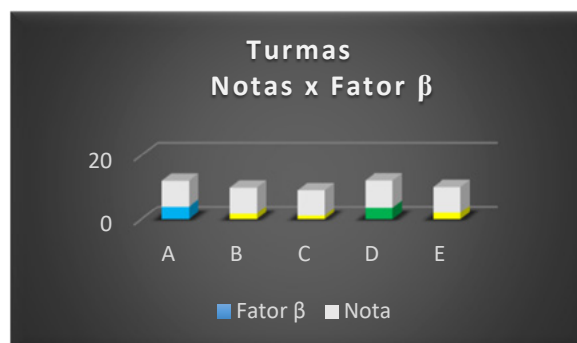 Turmas
Notas x Fator β
20
0
A B C D E
Fator β Nota